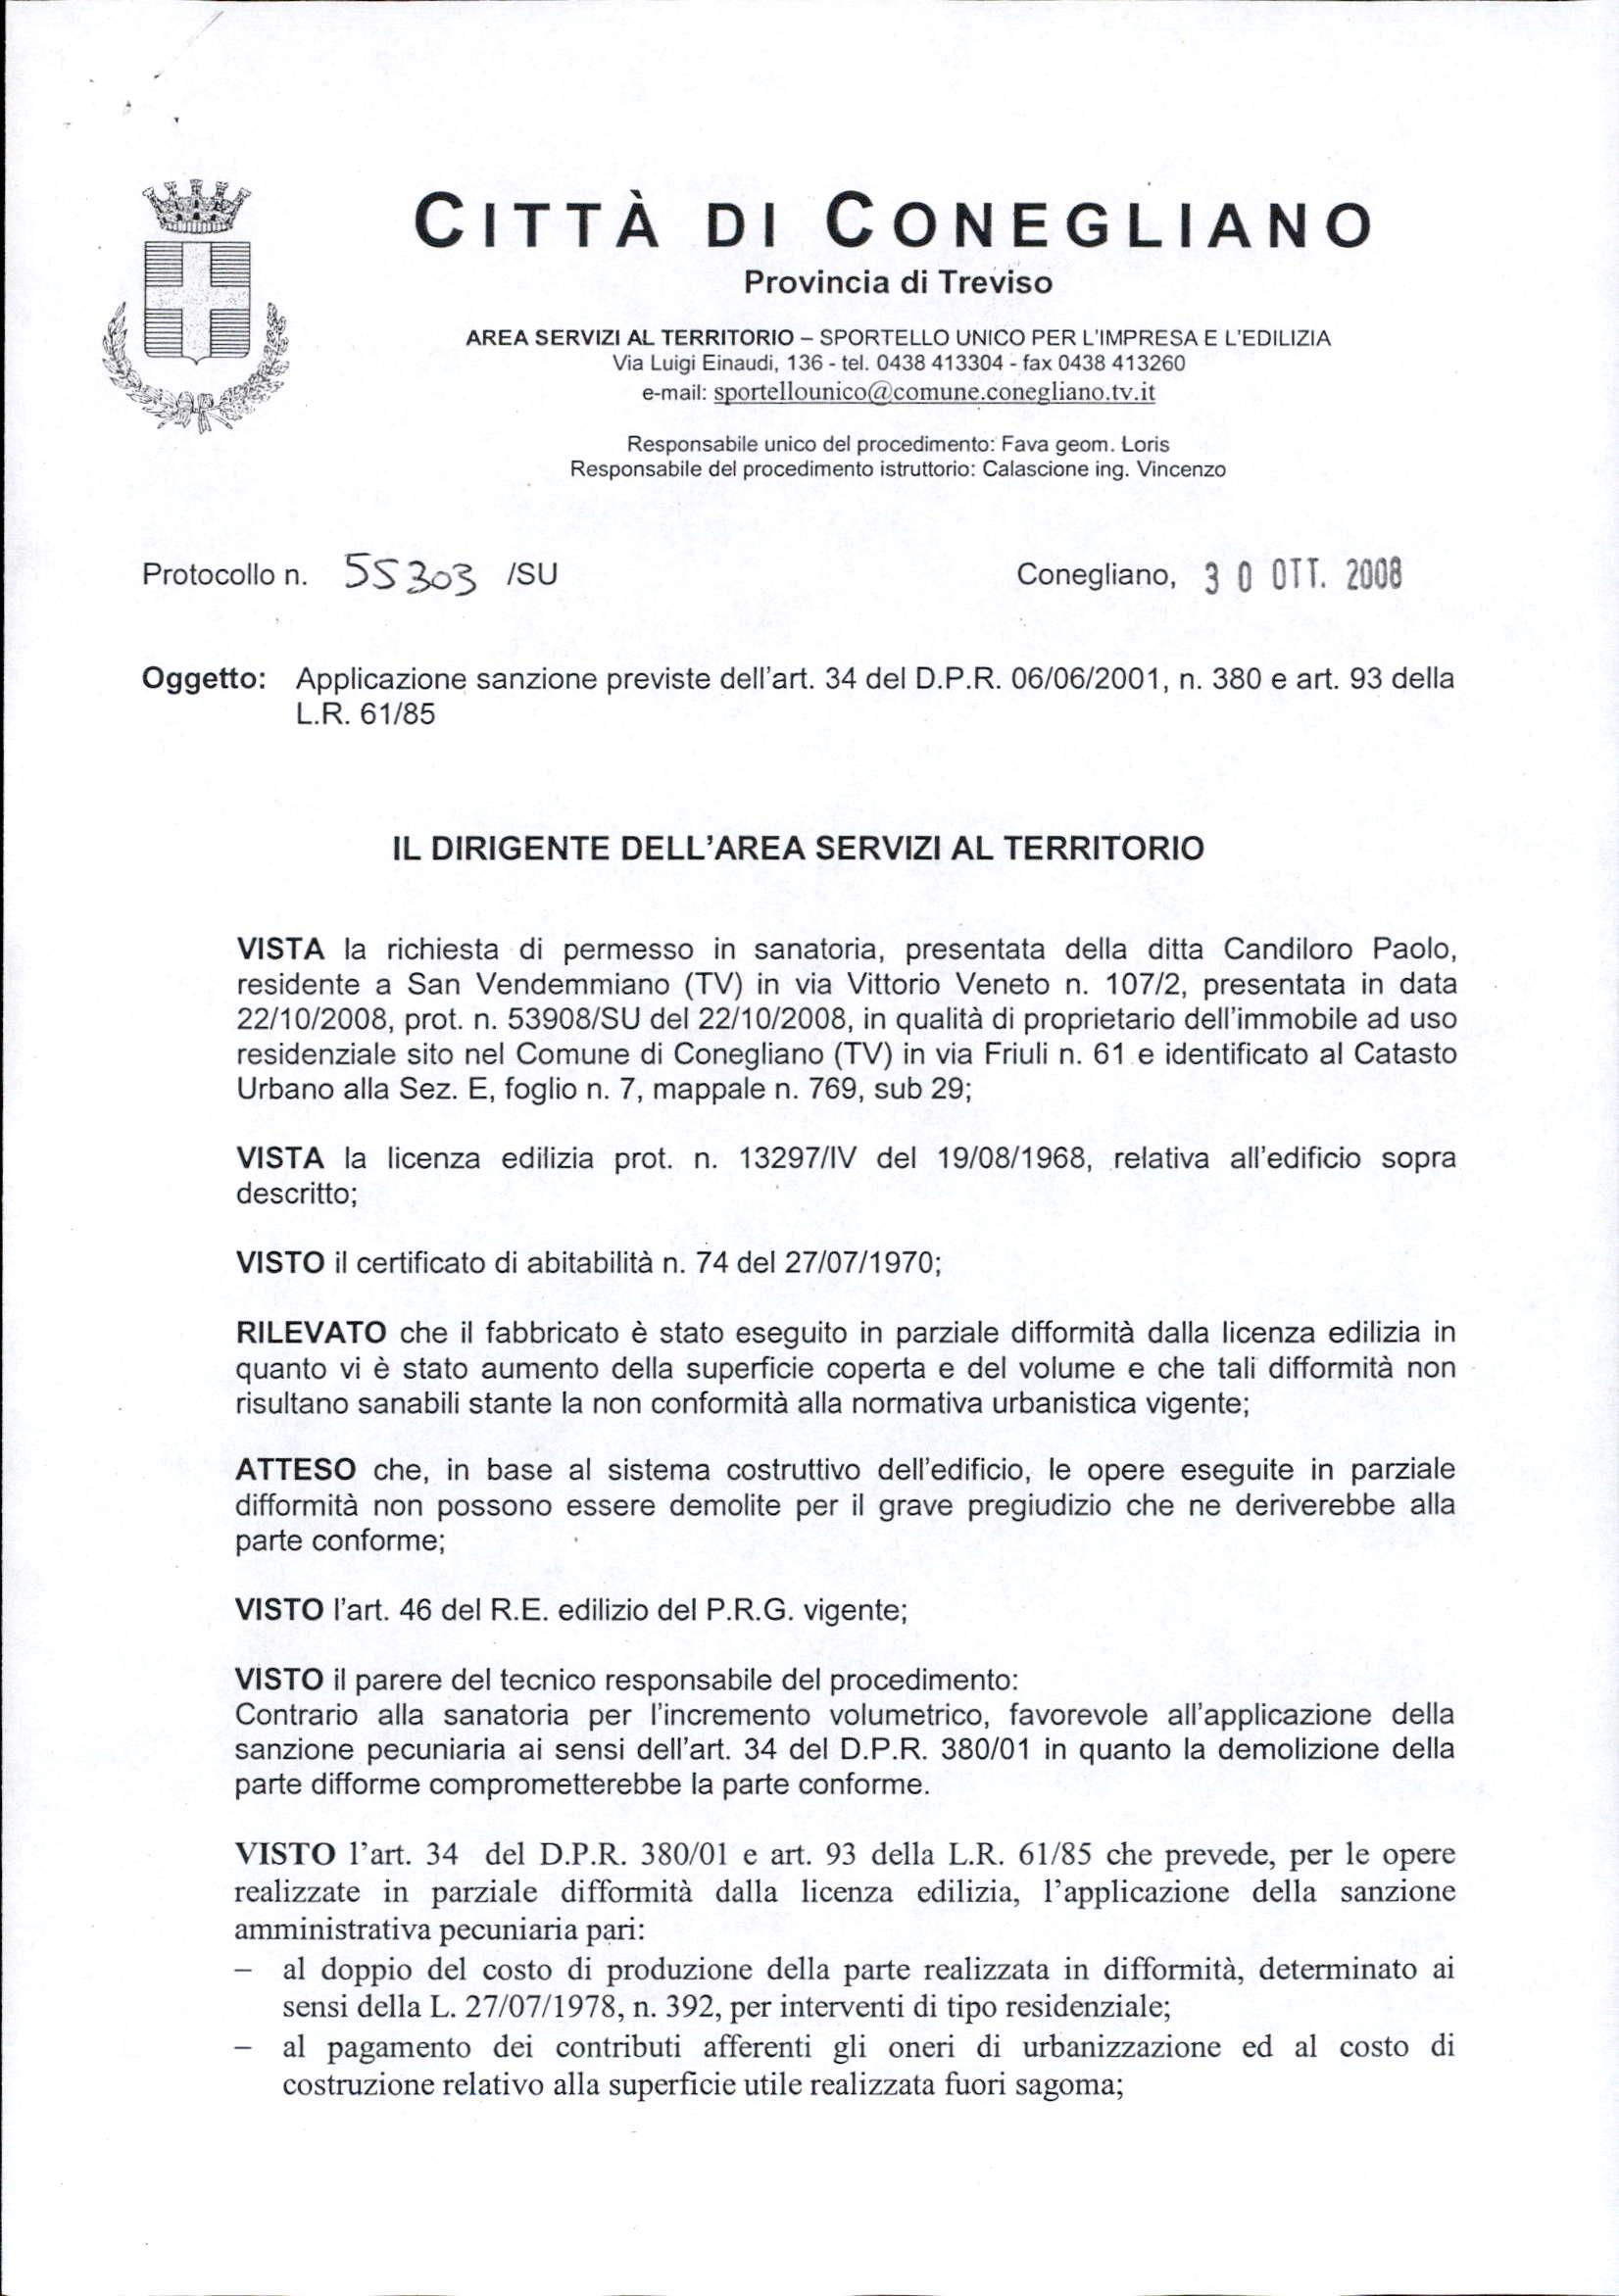 CITTÀ DI CONEGLIANO
Provincia di Treviso
AREA SERVIZI AL TERRITORIO – SPORTELLO UNICO PER L'IMPRESA E L'EDILIZIA
Via Luigi Einaudi, 136 - tel. 0438 413304 - fax 0438 413260
e-mail: sportellounico@comune.conegliano.tv.it
Responsabile unico del procedimento: Fava geom. Loris
Responsabile del procedimento istruttorio: Calascione ing. Vincenzo
Protocollo n. 55303 /SU Conegliano, 30 OTT. 2008
Oggetto: Applicazione sanzione previste dell'art. 34 del D.P.R. 06/06/2001, n. 380 e art. 93 della
L.R. 61/85
IL DIRIGENTE DELL'AREA SERVIZI AL TERRITORIO
VISTA la richiesta di permesso in sanatoria, presentata della ditta Candiloro Paolo,
residente a San Vendemmiano (TV) in via Vittorio Veneto n. 107/2, presentata in data
22/10/2008, prot. n. 53908/SU del 22/10/2008, in qualità di proprietario dell'immobile ad uso
residenziale sito nel Comune di Conegliano (TV) in via Friuli n. 61 e identificato al Catasto
Urbano alla Sez. E, foglio n. 7, mappale n. 769, sub 29;
VISTA la licenza edilizia prot. n. 13297/IV del 19/08/1968, relativa all'edificio sopra
descritto;
VISTO il certificato di abitabilità n. 74 del 27/07/1970;
RILEVATO che il fabbricato è stato eseguito in parziale difformità dalla licenza edilizia in
quanto vi è stato aumento della superficie coperta e del volume e che tali difformità non
risultano sanabili stante la non conformità alla normativa urbanistica vigente;
ATTESO che, in base al sistema costruttivo dell'edificio, le opere eseguite in parziale
difformità non possono essere demolite per il grave pregiudizio che ne deriverebbe alla
parte conforme;
VISTO l'art. 46 del R.E. edilizio del P.R.G. vigente;
VISTO il parere del tecnico responsabile del procedimento:
Contrario alla sanatoria per l'incremento volumetrico, favorevole all'applicazione della
sanzione pecuniaria ai sensi dell'art. 34 del D.P.R. 380/01 in quanto la demolizione della
parte difforme comprometterebbe la parte conforme.
VISTO l'art. 34 del D.P.R. 380/01 e art. 93 della L.R. 61/85 che prevede, per le opere
realizzate in parziale difformità dalla licenza edilizia, l'applicazione della sanzione
amministrativa pecuniaria pari:
– al doppio del costo di produzione della parte realizzata in difformità, determinato ai
sensi della L. 27/07/1978, n. 392, per interventi di tipo residenziale;
– al pagamento dei contributi afferenti gli oneri di urbanizzazione ed al costo di
costruzione relativo alla superficie utile realizzata fuori sagoma;